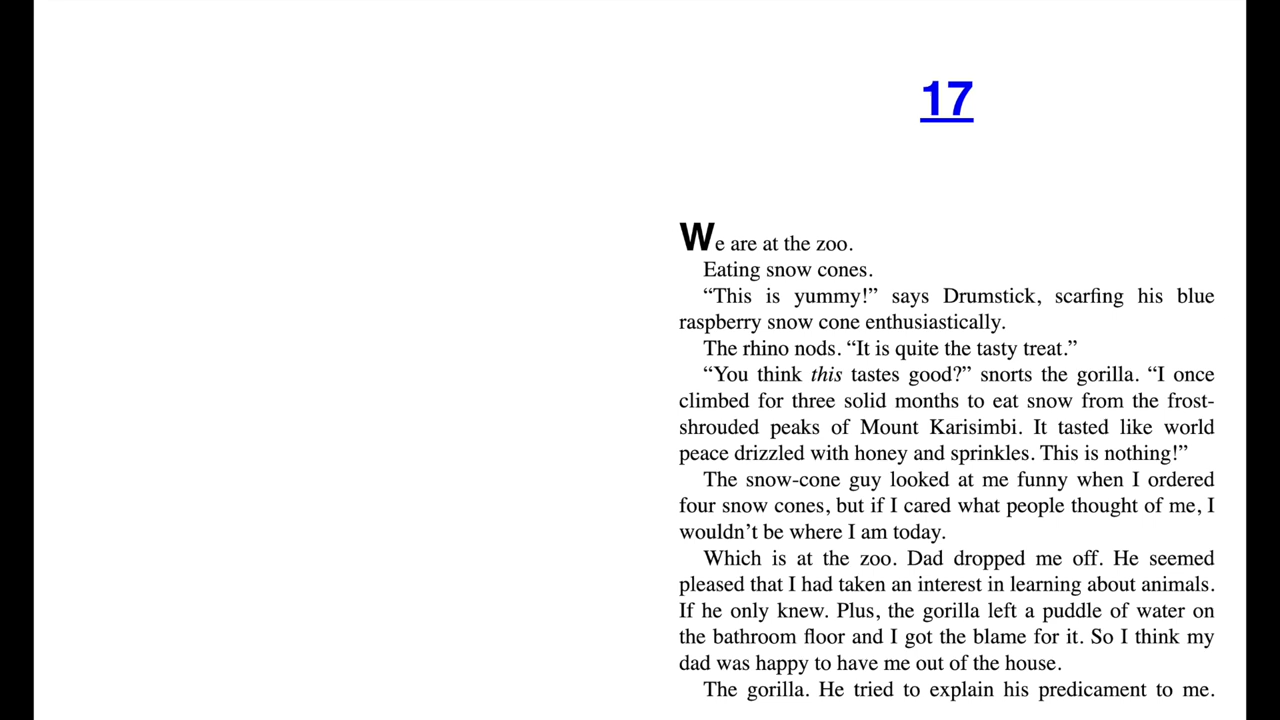 17
We are at the zoo.
Eating snow cones.
“This is yummy!” says Drumstick, scarfing his blue
raspberry snow cone enthusiastically.
The rhino nods. “It is quite the tasty treat.”
“You think this tastes good?” snorts the gorilla. “I once
climbed for three solid months to eat snow from the frost-
shrouded peaks of Mount Karisimbi. It tasted like world
peace drizzled with honey and sprinkles. This is nothing!”
The snow-cone guy looked at me funny when I ordered
four snow cones, but if I cared what people thought of me, I
wouldn’t be where I am today.
Which is at the zoo. Dad dropped me off. He seemed
pleased that I had taken an interest in learning about animals.
If he only knew. Plus, the gorilla left a puddle of water on
the bathroom floor and I got the blame for it. So I think my
dad was happy to have me out of the house.
The gorilla. He tried to explain his predicament to me.